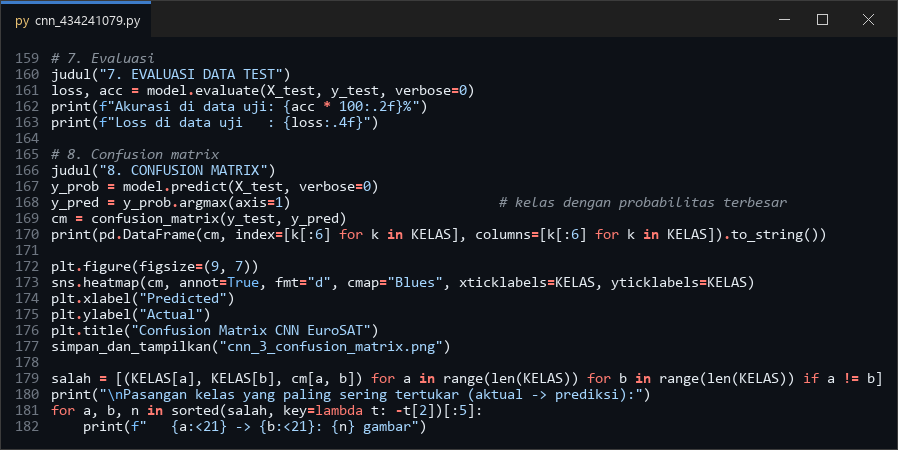 py cnn_434241079.py
159 # 7. Evaluasi
160 judul("7. EVALUASI DATA TEST")
161 loss, acc = model.evaluate(X_test, y_test, verbose=0)
162 print(f"Akurasi di data uji: {acc * 100:.2f}%")
163 print(f"Loss di data uji   : {loss:.4f}")
164
165 # 8. Confusion matrix
166 judul("8. CONFUSION MATRIX")
167 y_prob = model.predict(X_test, verbose=0)
168 y_pred = y_prob.argmax(axis=1)                          # kelas dengan probabilitas terbesar
169 cm = confusion_matrix(y_test, y_pred)
170 print(pd.DataFrame(cm, index=[k[:6] for k in KELAS], columns=[k[:6] for k in KELAS]).to_string())
171
172 plt.figure(figsize=(9, 7))
173 sns.heatmap(cm, annot=True, fmt="d", cmap="Blues", xticklabels=KELAS, yticklabels=KELAS)
174 plt.xlabel("Predicted")
175 plt.ylabel("Actual")
176 plt.title("Confusion Matrix CNN EuroSAT")
177 simpan_dan_tampilkan("cnn_3_confusion_matrix.png")
178
179 salah = [(KELAS[a], KELAS[b], cm[a, b]) for a in range(len(KELAS)) for b in range(len(KELAS)) if a != b]
180 print("\nPasangan kelas yang paling sering tertukar (aktual -> prediksi):")
181 for a, b, n in sorted(salah, key=lambda t: -t[2])[:5]:
182     print(f"   {a:<21} -> {b:<21}: {n} gambar")